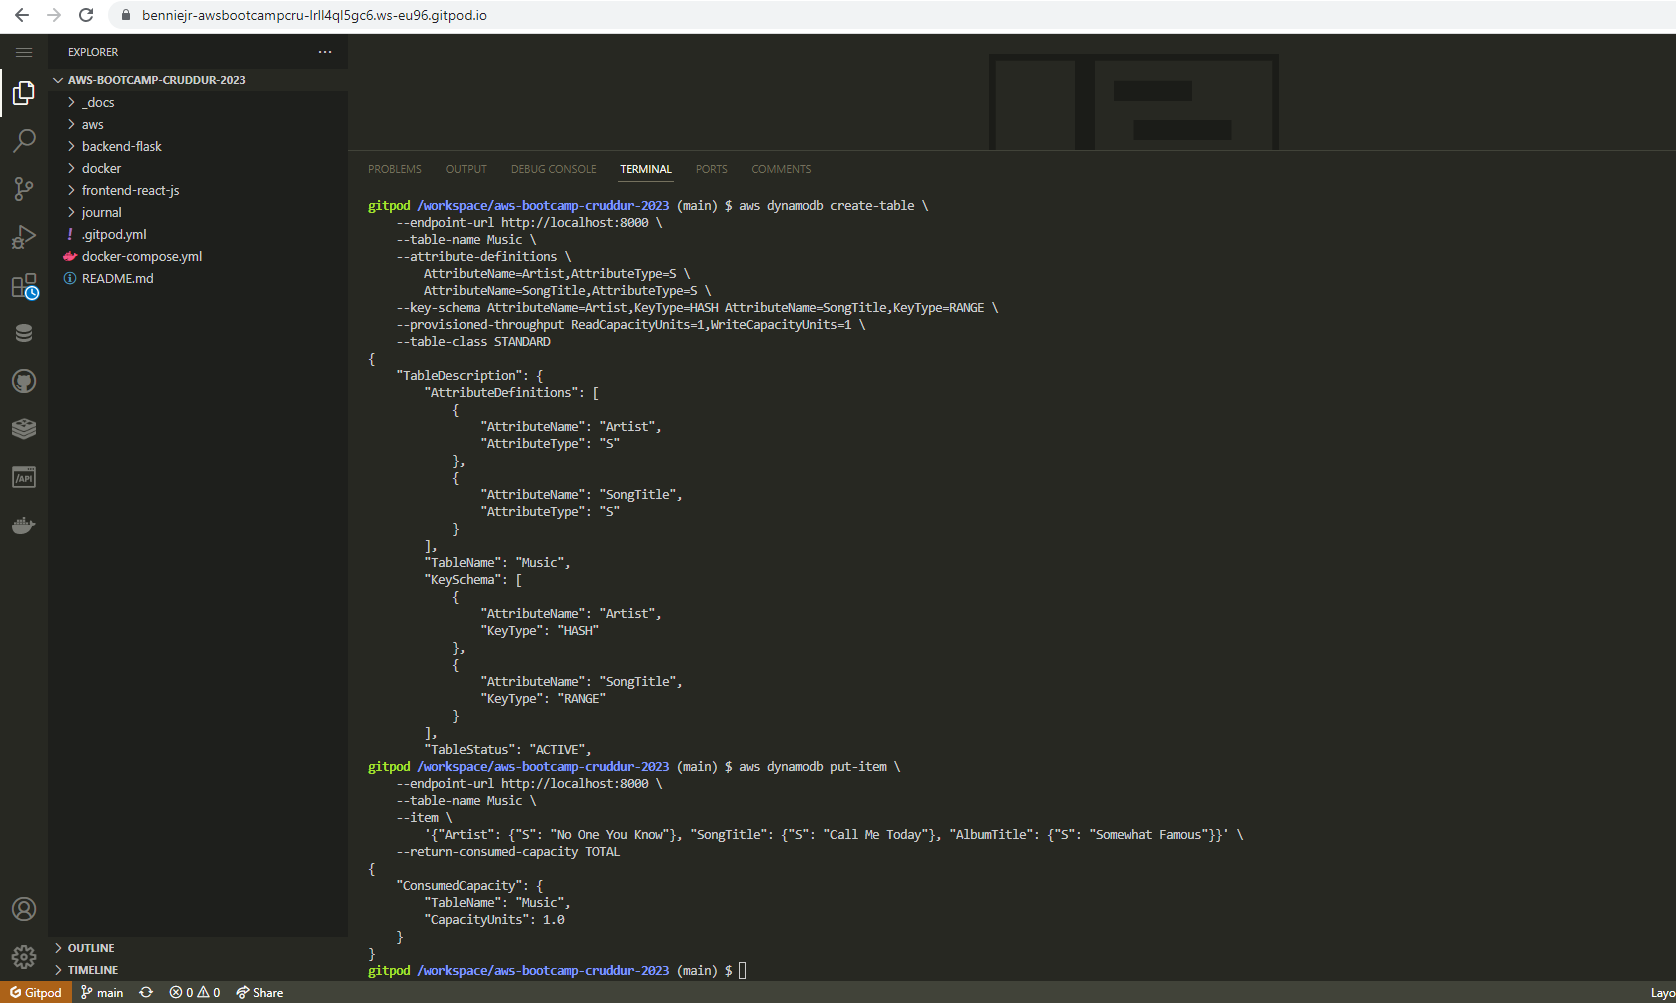 benniejr-awsbootcampcru-lrll4ql5gc6.ws-eu96.gitpod.io
EXPLORER
AWS-BOOTCAMP-CRUDDUR-2023
_docs
aws
backend-flask
docker
frontend-react-js
journal
.gitpod.yml
docker-compose.yml
README.md
OUTLINE
TIMELINE
PROBLEMS OUTPUT DEBUG CONSOLE TERMINAL PORTS COMMENTS
gitpod /workspace/aws-bootcamp-cruddur-2023 (main) $ aws dynamodb create-table \
    --endpoint-url http://localhost:8000 \
    --table-name Music \
    --attribute-definitions \
        AttributeName=Artist,AttributeType=S \
        AttributeName=SongTitle,AttributeType=S \
    --key-schema AttributeName=Artist,KeyType=HASH AttributeName=SongTitle,KeyType=RANGE \
    --provisioned-throughput ReadCapacityUnits=1,WriteCapacityUnits=1 \
    --table-class STANDARD
{
    "TableDescription": {
        "AttributeDefinitions": [
            {
                "AttributeName": "Artist",
                "AttributeType": "S"
            },
            {
                "AttributeName": "SongTitle",
                "AttributeType": "S"
            }
        ],
        "TableName": "Music",
        "KeySchema": [
            {
                "AttributeName": "Artist",
                "KeyType": "HASH"
            },
            {
                "AttributeName": "SongTitle",
                "KeyType": "RANGE"
            }
        ],
        "TableStatus": "ACTIVE",
gitpod /workspace/aws-bootcamp-cruddur-2023 (main) $ aws dynamodb put-item \
    --endpoint-url http://localhost:8000 \
    --table-name Music \
    --item \
        '{"Artist": {"S": "No One You Know"}, "SongTitle": {"S": "Call Me Today"}, "AlbumTitle": {"S": "Somewhat Famous"}}' \
    --return-consumed-capacity TOTAL
{
    "ConsumedCapacity": {
        "TableName": "Music",
        "CapacityUnits": 1.0
    }
}
gitpod /workspace/aws-bootcamp-cruddur-2023 (main) $
/API
Gitpod main 0 0 Share Layo